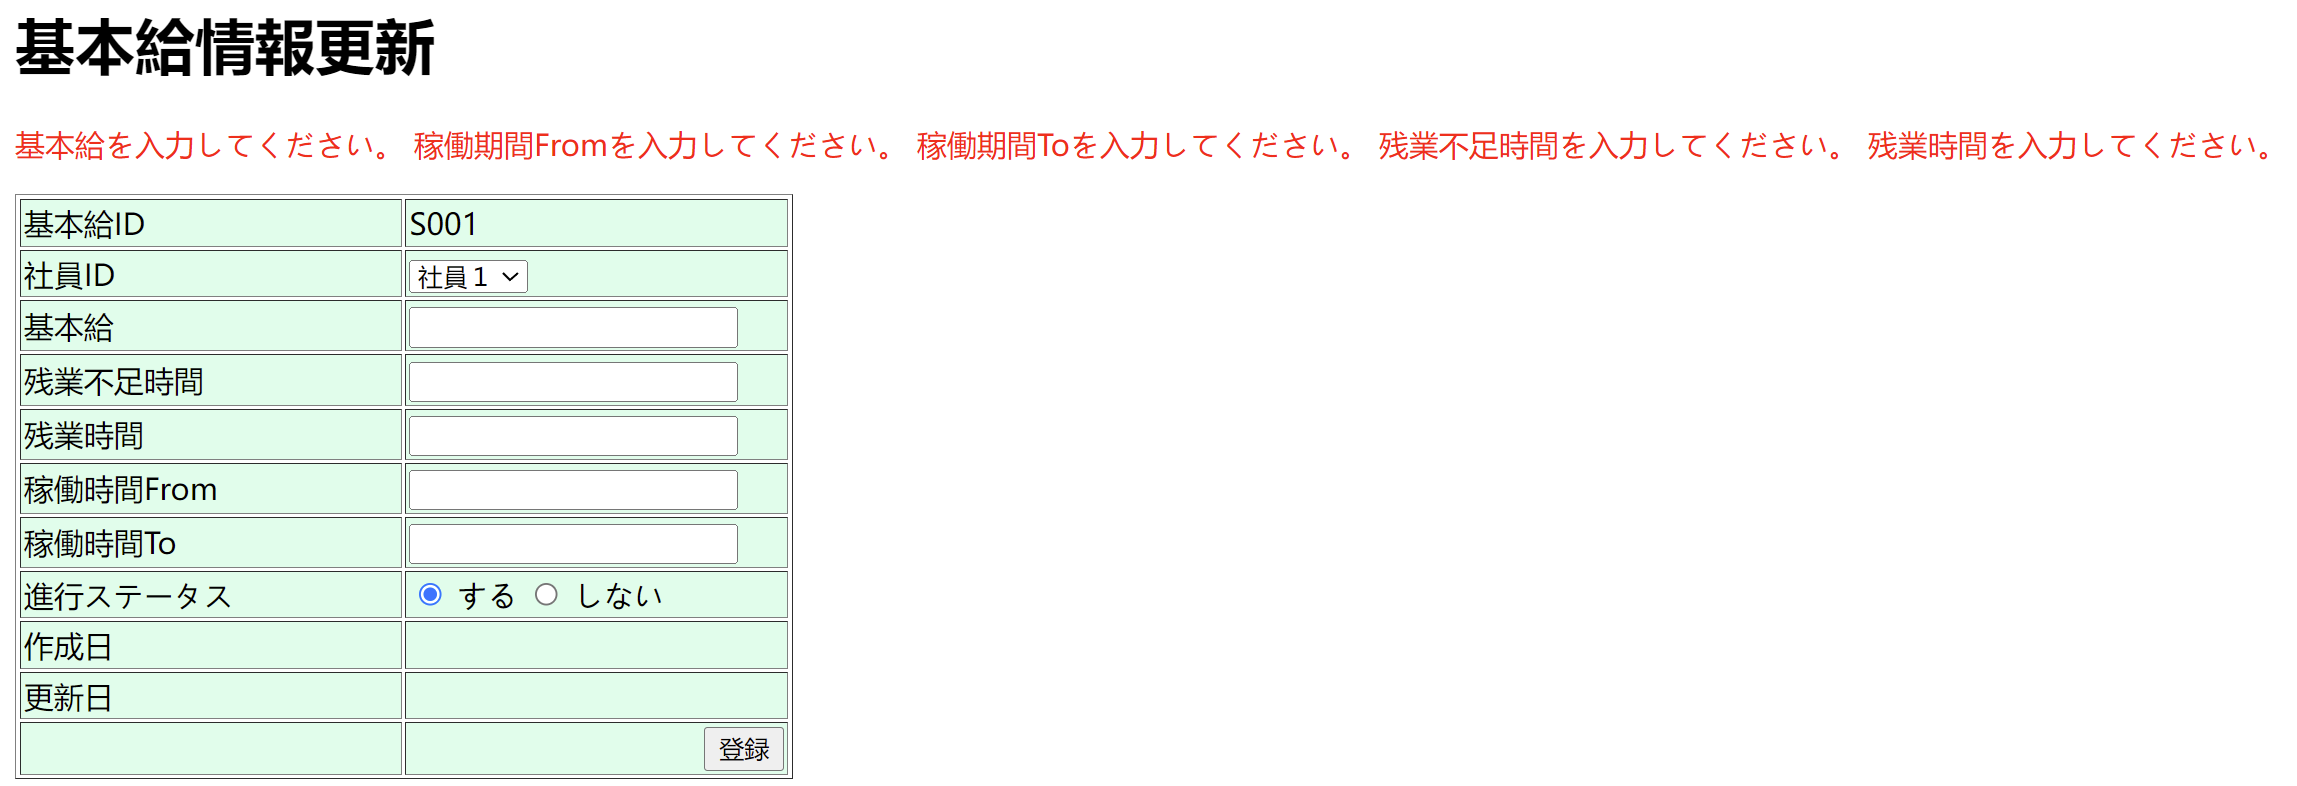 基本給情報更新
基本給を入力してください。 稼働期間Fromを入力してください。 稼働期間Toを入力してください。 残業不足時間を入力してください。 残業時間を入力してください。
基本給ID S001
社員ID 社員１
基本給
残業不足時間
残業時間
稼働時間From
稼働時間To
進行ステータス する しない
作成日
更新日
登録